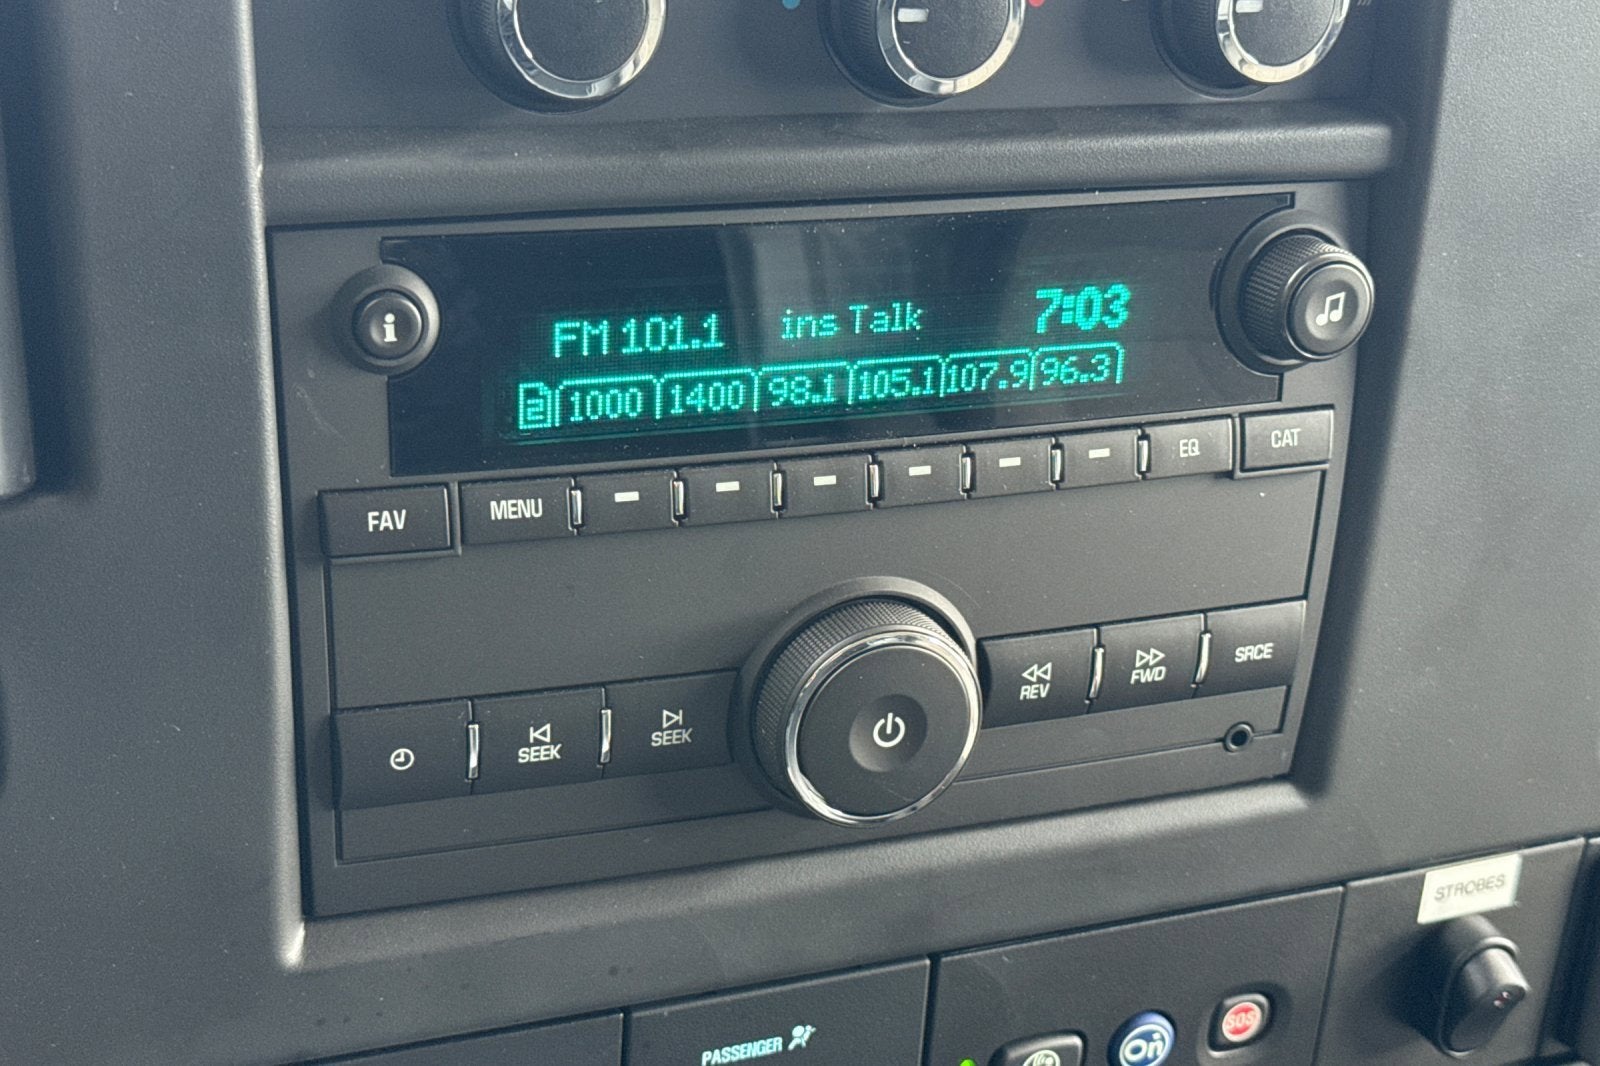 FM 101.1 ins Talk 7:03
2 1000 1400 98.1 105.1 107.9 96.3
i
FAV MENU EQ CAT
SEEK SEEK REV FWD SRCE
STROBES
PASSENGER On SOS